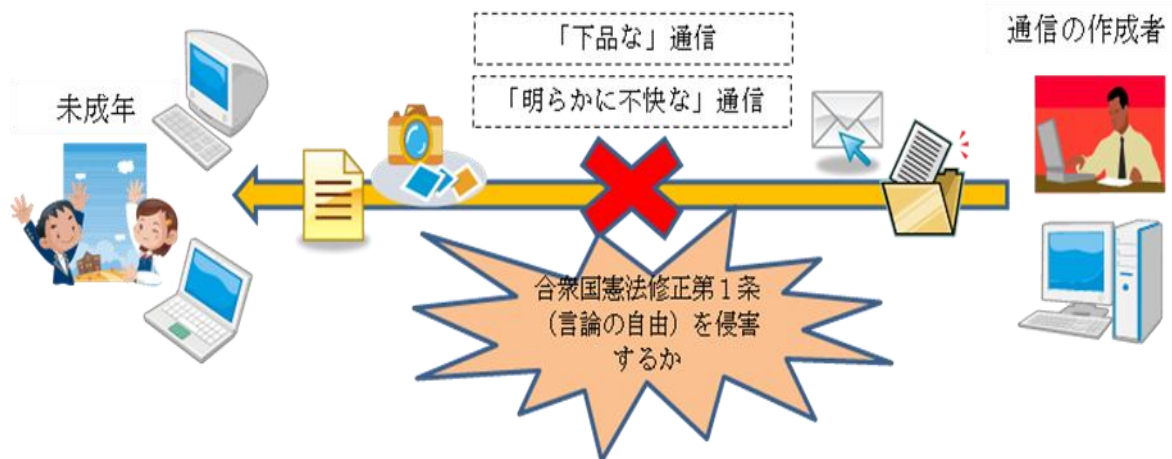 「下品な」通信
通信の作成者
「明らかに不快な」通信
未成年
合衆国憲法修正第１条
（言論の自由）を侵害
するか